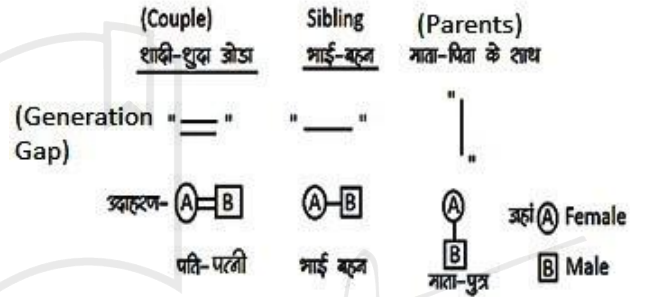 (Couple) Sibling (Parents)
शादी-शुदा जोडा भाई-बहन माता-पिता के साथ
(Generation Gap) "=" "—" "|"
उदाहरण- A=B A-B A
B
जहां A Female
पति-पत्नी भाई बहन माता-पुत्र B Male